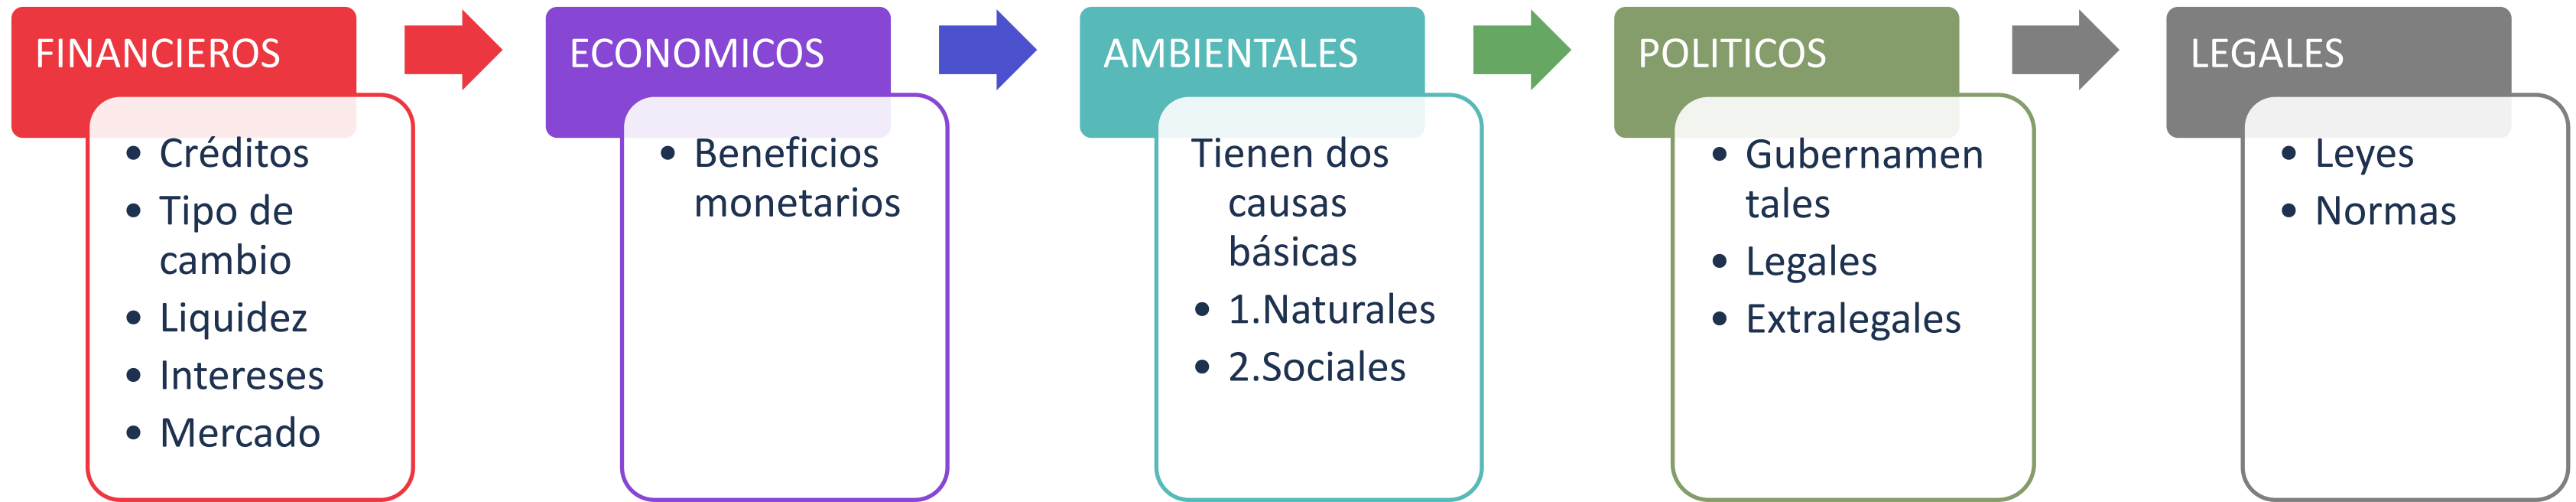 FINANCIEROS
• Créditos
• Tipo de
cambio
• Liquidez
• Intereses
• Mercado
ECONOMICOS
• Beneficios
monetarios
AMBIENTALES
Tienen dos
causas
básicas
• 1.Naturales
• 2.Sociales
POLITICOS
• Gubernamen
tales
• Legales
• Extralegales
LEGALES
• Leyes
• Normas